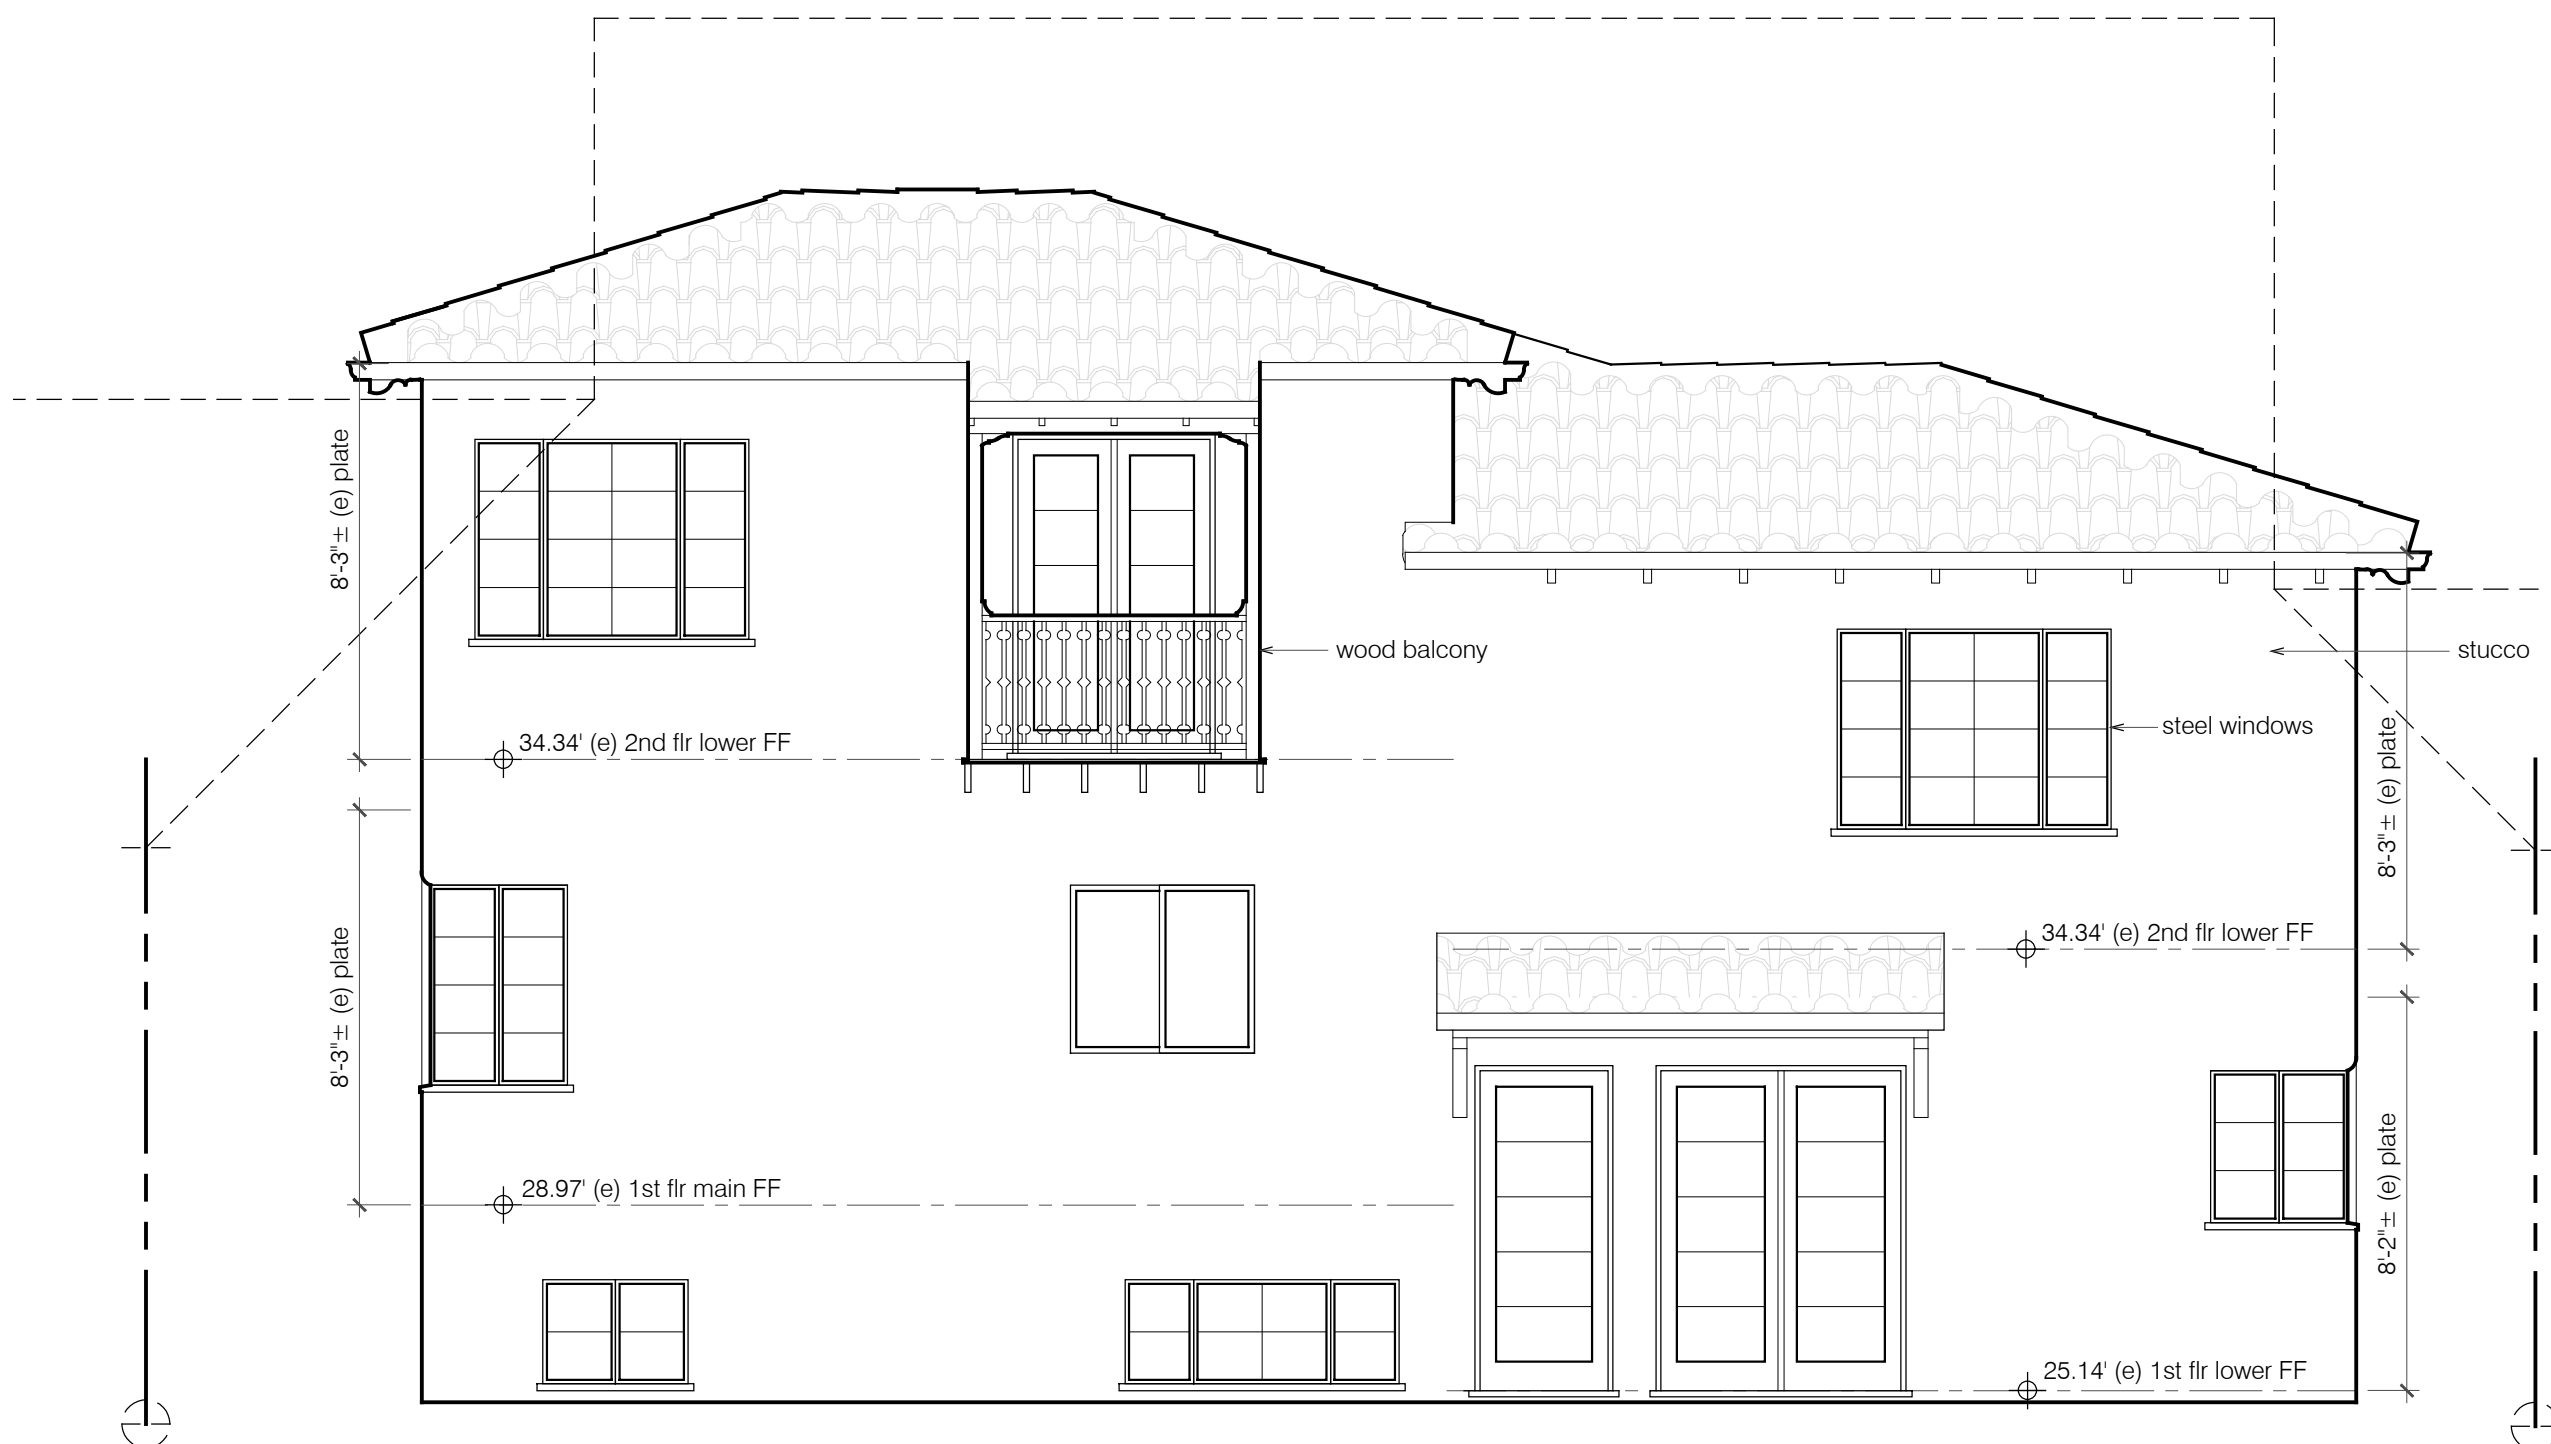 8'-3"± (e) plate
wood balcony
stucco
steel windows
34.34' (e) 2nd flr lower FF
8'-3"± (e) plate
34.34' (e) 2nd flr lower FF
8'-3"± (e) plate
28.97' (e) 1st flr main FF
8'-2"± (e) plate
25.14' (e) 1st flr lower FF